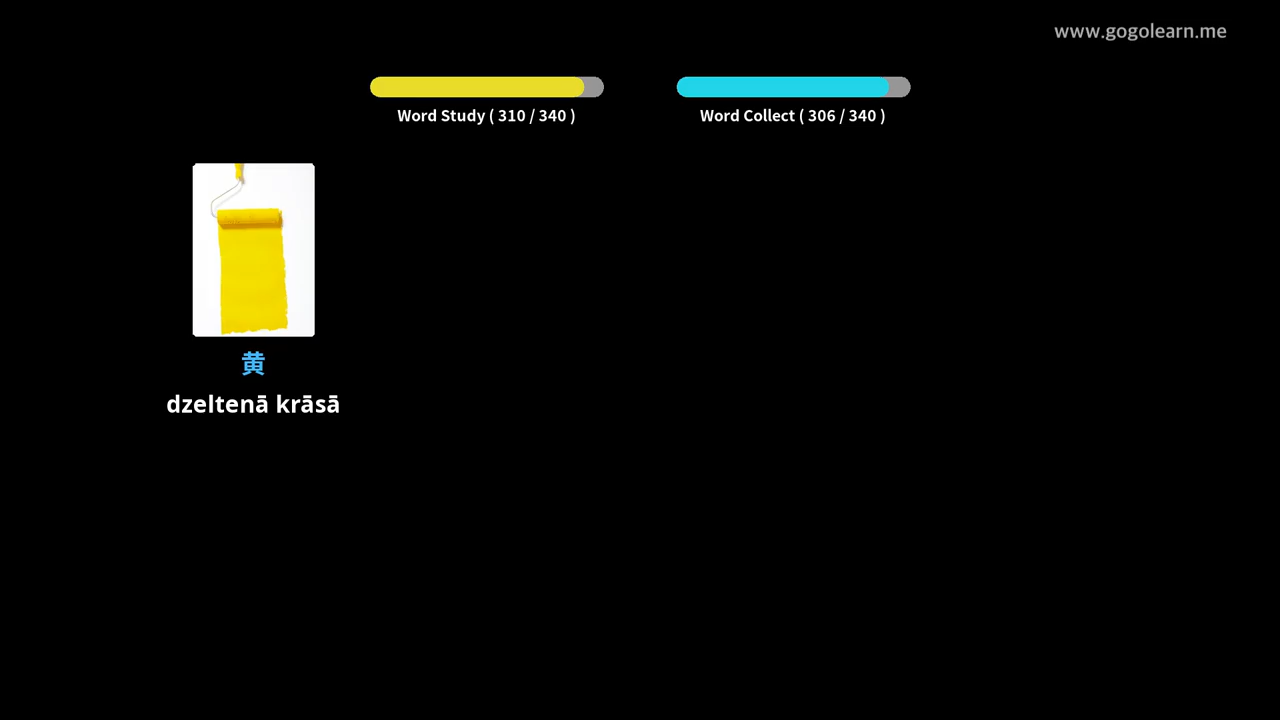 www.gogolearn.me
Word Study ( 310 / 340 )
Word Collect ( 306 / 340 )
黄
dzeltenā krāsā